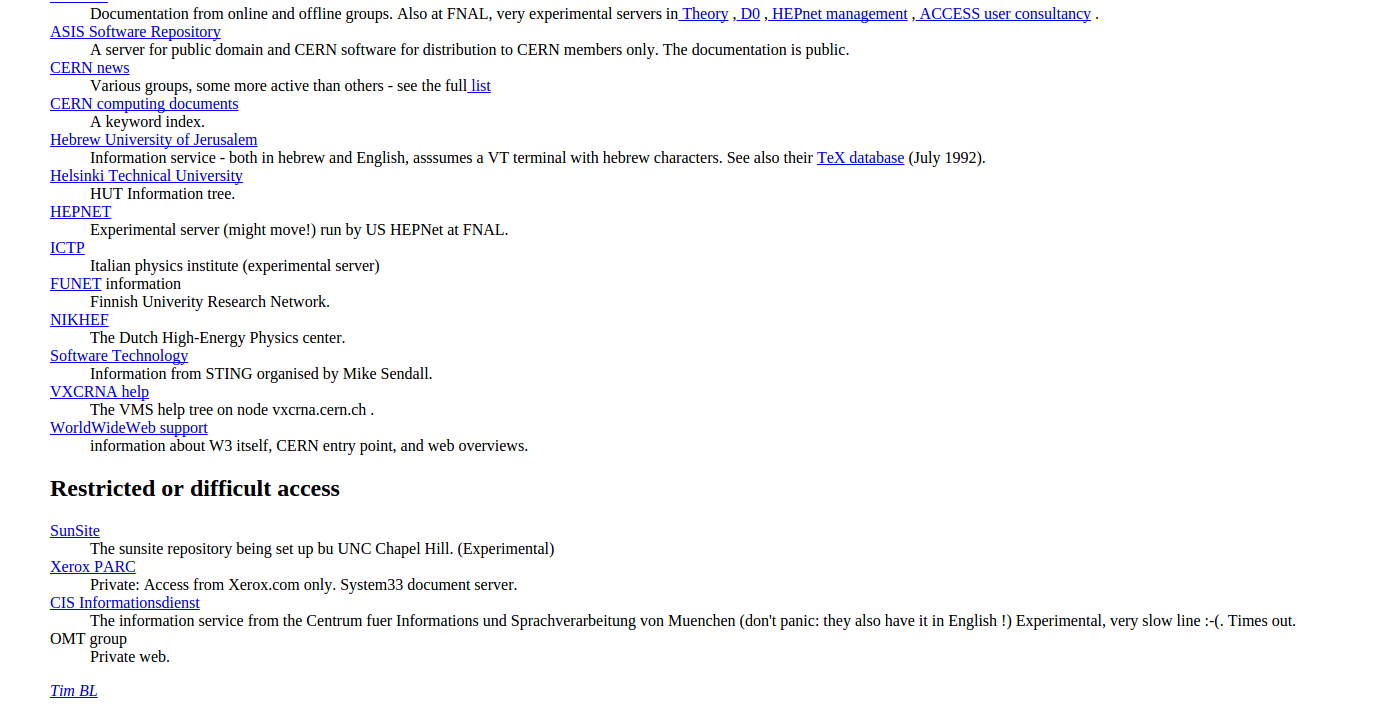 Documentation from online and offline groups. Also at FNAL, very experimental servers in Theory , D0 , HEPnet management , ACCESS user consultancy .
ASIS Software Repository
A server for public domain and CERN software for distribution to CERN members only. The documentation is public.
CERN news
Various groups, some more active than others - see the full list
CERN computing documents
A keyword index.
Hebrew University of Jerusalem
Information service - both in hebrew and English, asssumes a VT terminal with hebrew characters. See also their TeX database (July 1992).
Helsinki Technical University
HUT Information tree.
HEPNET
Experimental server (might move!) run by US HEPNet at FNAL.
ICTP
Italian physics institute (experimental server)
FUNET information
Finnish Univerity Research Network.
NIKHEF
The Dutch High-Energy Physics center.
Software Technology
Information from STING organised by Mike Sendall.
VXCRNA help
The VMS help tree on node vxcrna.cern.ch .
WorldWideWeb support
information about W3 itself, CERN entry point, and web overviews.
Restricted or difficult access
SunSite
The sunsite repository being set up bu UNC Chapel Hill. (Experimental)
Xerox PARC
Private: Access from Xerox.com only. System33 document server.
CIS Informationsdienst
The information service from the Centrum fuer Informations und Sprachverarbeitung von Muenchen (don't panic: they also have it in English !) Experimental, very slow line :-(. Times out.
OMT group
Private web.
Tim BL